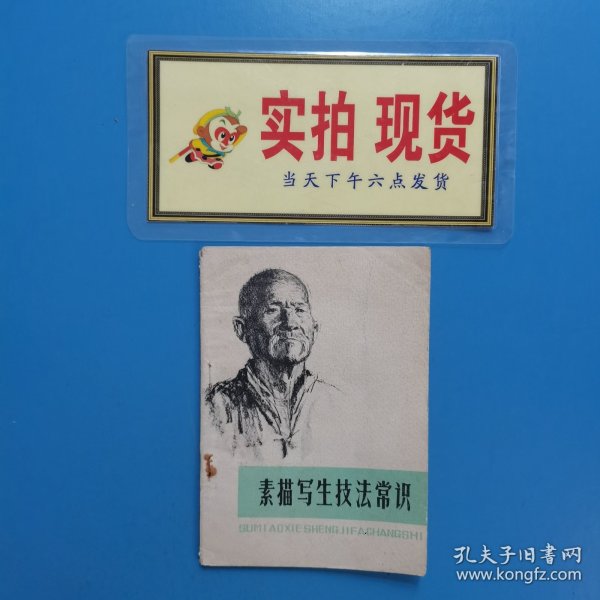 实拍 现货
当天下午六点发货
素描写生技法常识
SUMIAOXIESHENGJIFACHANGSHI
孔夫子旧书网
www.kongfz.com